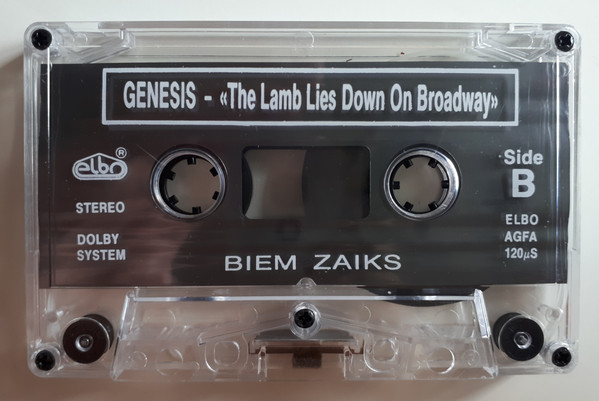 GENESIS - «The Lamb Lies Down On Broadway»
elbo ®
STEREO
DOLBY
SYSTEM
Side
B
ELBO
AGFA
120µS
BIEM ZAIKS